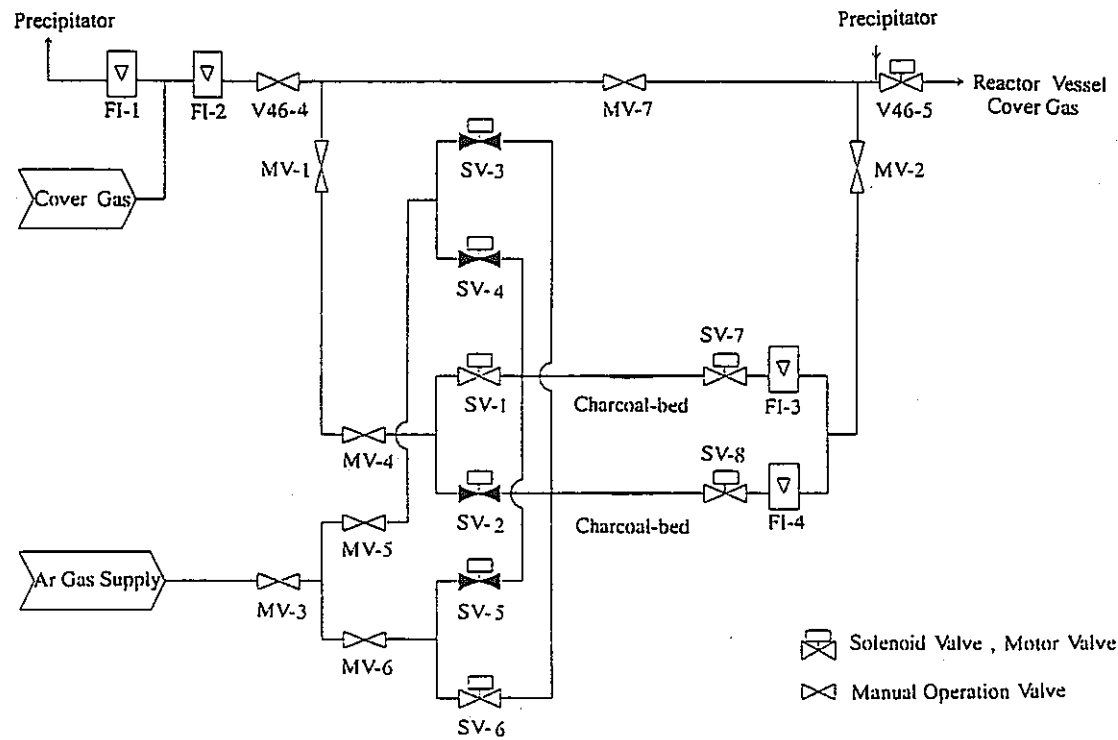 Precipitator
Precipitator
FI-1
FI-2
V46-4
MV-7
V46-5
Reactor Vessel
Cover Gas
Cover Gas
MV-1
SV-3
MV-2
SV-4
SV-7
SV-1
Charcoal-bed
FI-3
MV-4
SV-8
SV-2
Charcoal-bed
FI-4
MV-5
Ar Gas Supply
MV-3
SV-5
MV-6
SV-6
Solenoid Valve , Motor Valve
Manual Operation Valve